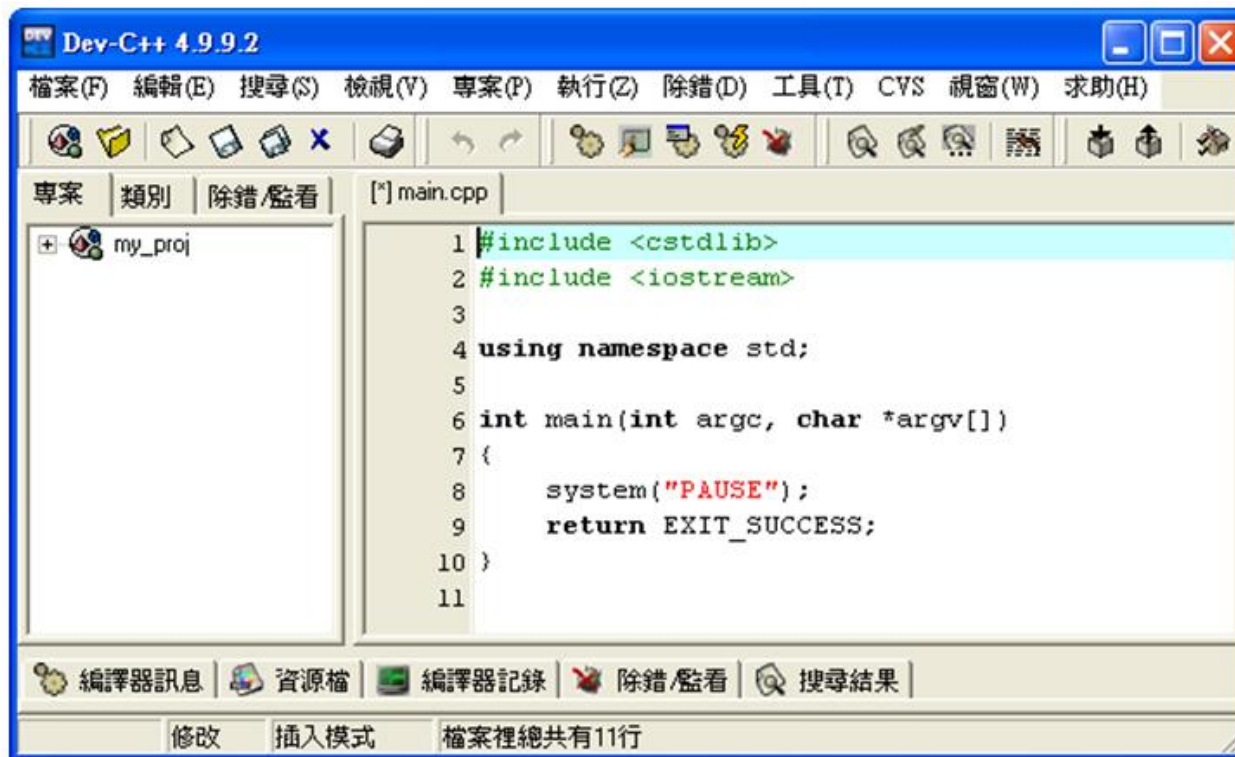 Dev-C++ 4.9.9.2
檔案(F) 編輯(E) 搜尋(S) 檢視(V) 專案(P) 執行(Z) 除錯(D) 工具(T) CVS 視窗(W) 求助(H)
專案 類別 除錯/監看 [*] main.cpp
my_proj
1 #include <cstdlib>
2 #include <iostream>
3
4 using namespace std;
5
6 int main(int argc, char *argv[])
7 {
8     system("PAUSE");
9     return EXIT_SUCCESS;
10 }
11
編譯器訊息 資源檔 編譯器記錄 除錯/監看 搜尋結果
修改 插入模式 檔案裡總共有11行